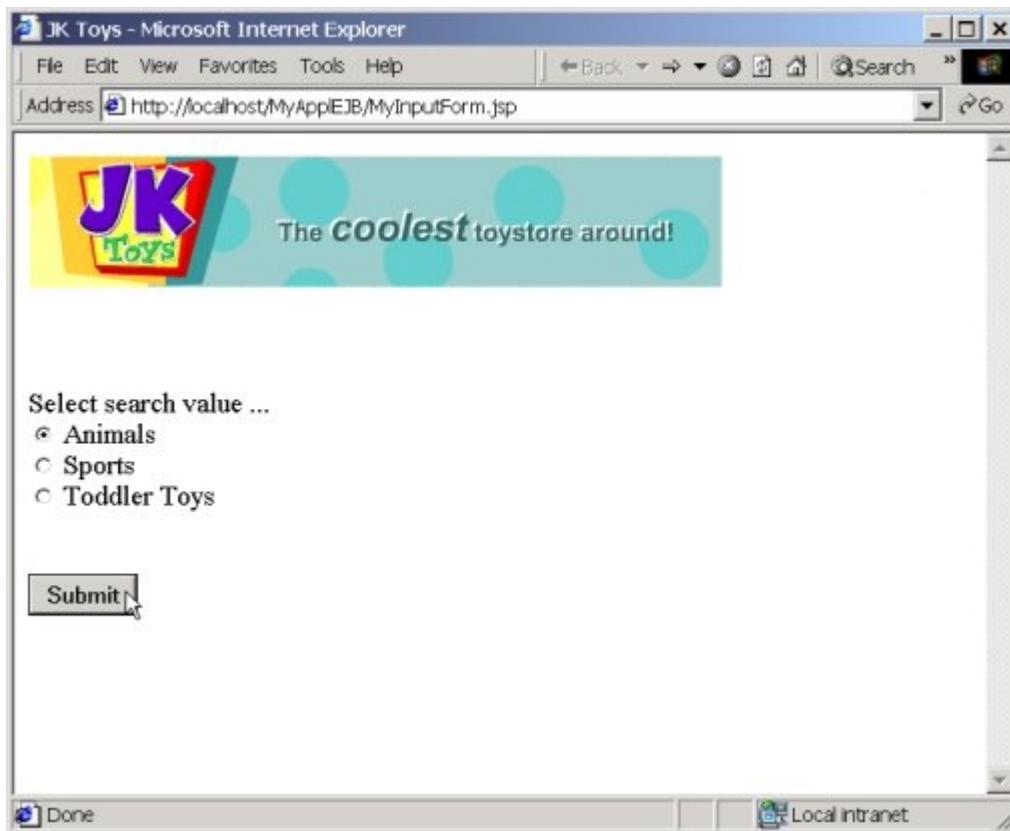 JK Toys - Microsoft Internet Explorer
File Edit View Favorites Tools Help
Back Search »
Address http://localhost/MyApplEJB/MyInputForm.jsp Go
JK Toys The coolest toystore around!
Select search value ...
Animals
Sports
Toddler Toys
Submit
Done Local intranet